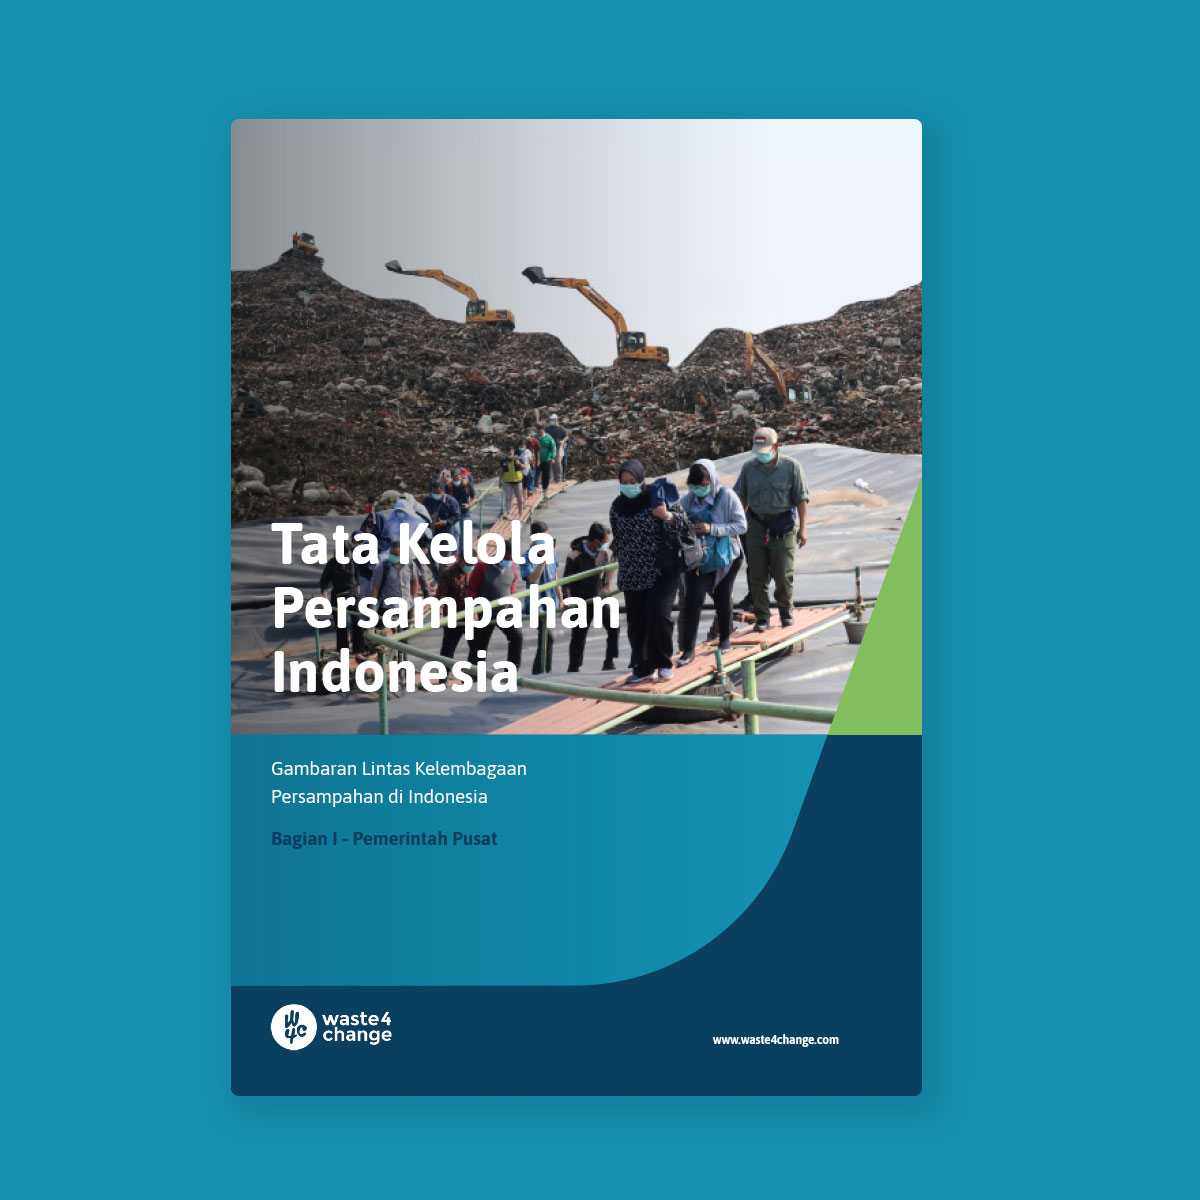 Tata Kelola
Persampahan
Indonesia
Gambaran Lintas Kelembagaan
Persampahan di Indonesia
Bagian I - Pemerintah Pusat
waste4
change
www.waste4change.com